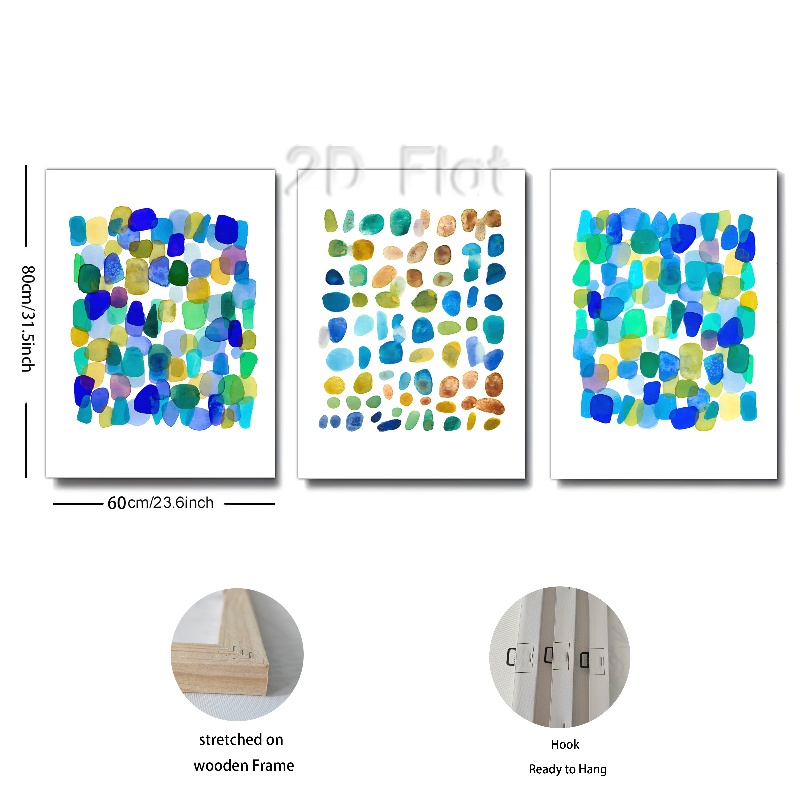 2D Flat
80cm/31.5inch
60cm/23.6inch
stretched on
wooden Frame
Hook
Ready to Hang